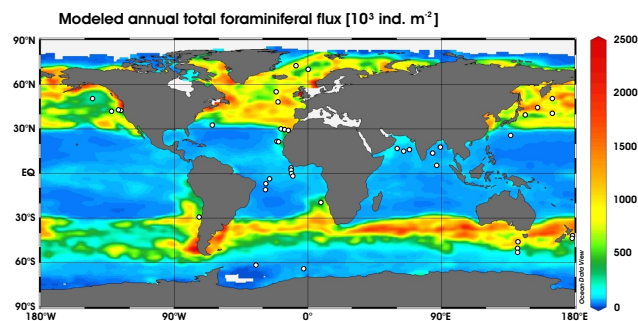 Modeled annual total foraminiferal flux [10³ ind. m⁻²]
90°N
60°N
30°N
EQ
30°S
60°S
90°S
180°W
90°W
0°
90°E
180°E
2500
2000
1500
1000
500
0
Ocean Data View